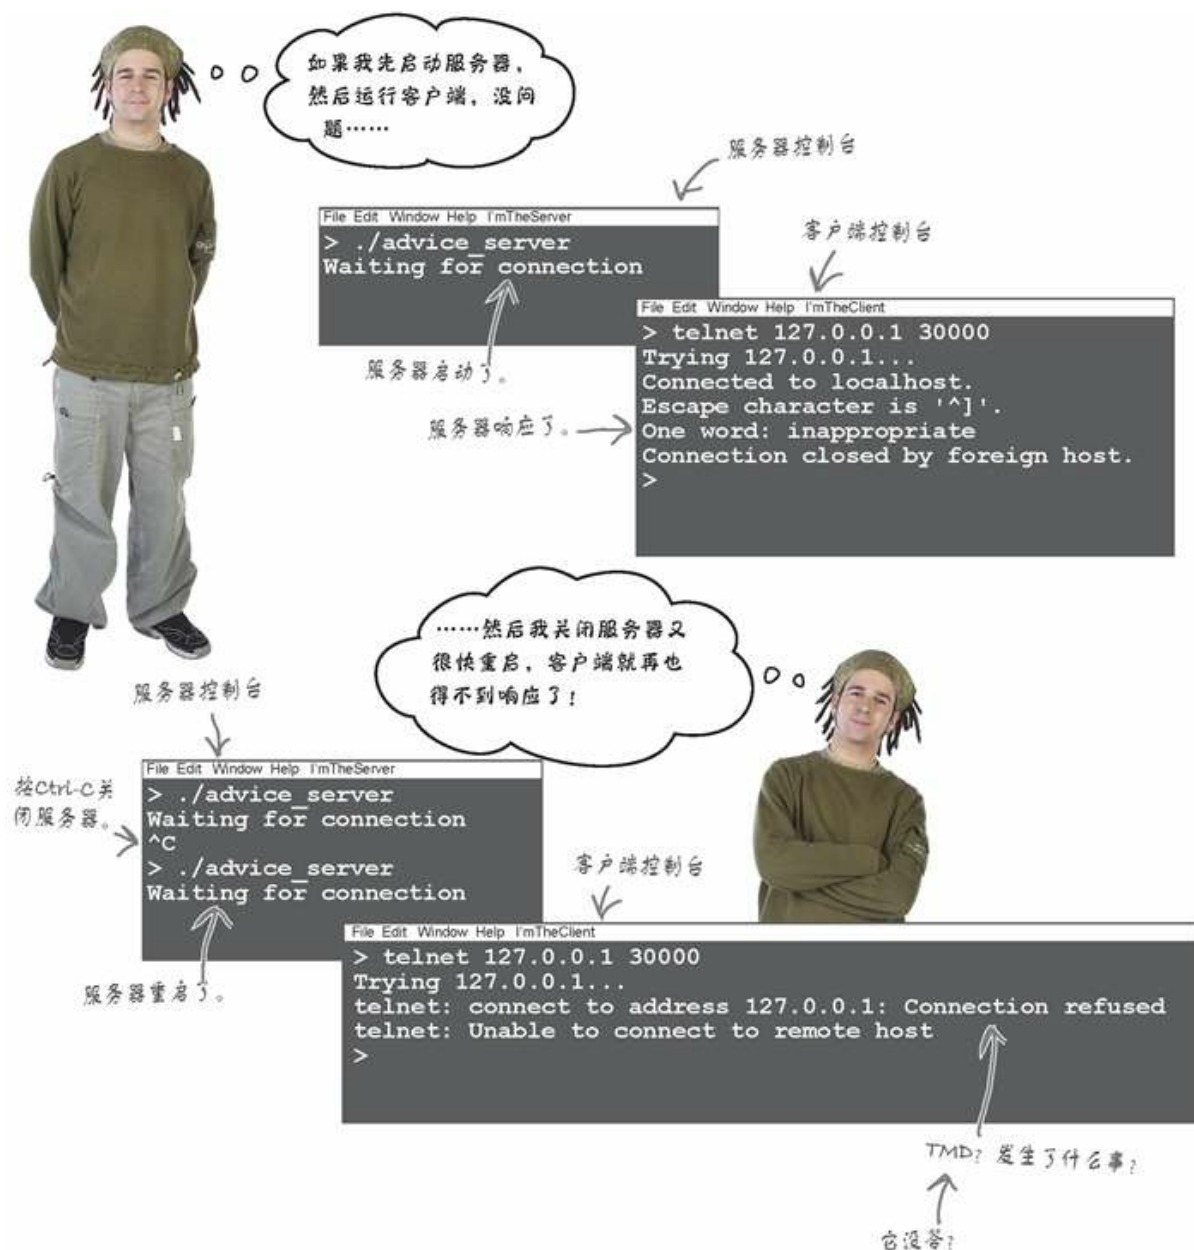 如果我先启动服务器，
然后运行客户端，没问
题……
服务器控制台
File Edit Window Help I'mTheServer
> ./advice_server
Waiting for connection
客户端控制台
File Edit Window Help I'mTheClient
> telnet 127.0.0.1 30000
Trying 127.0.0.1...
Connected to localhost.
Escape character is '^]'.
One word: inappropriate
Connection closed by foreign host.
>
服务器启动了。
服务器响应了。
……然后我关闭服务器又
很快重启，客户端就再也
得不到响应了！
服务器控制台
按Ctrl-C关
闭服务器。
File Edit Window Help I'mTheServer
> ./advice_server
Waiting for connection
^C
> ./advice_server
Waiting for connection
服务器重启了。
客户端控制台
File Edit Window Help I'mTheClient
> telnet 127.0.0.1 30000
Trying 127.0.0.1...
telnet: connect to address 127.0.0.1: Connection refused
telnet: Unable to connect to remote host
>
TMD？发生了什么事？
它没答？